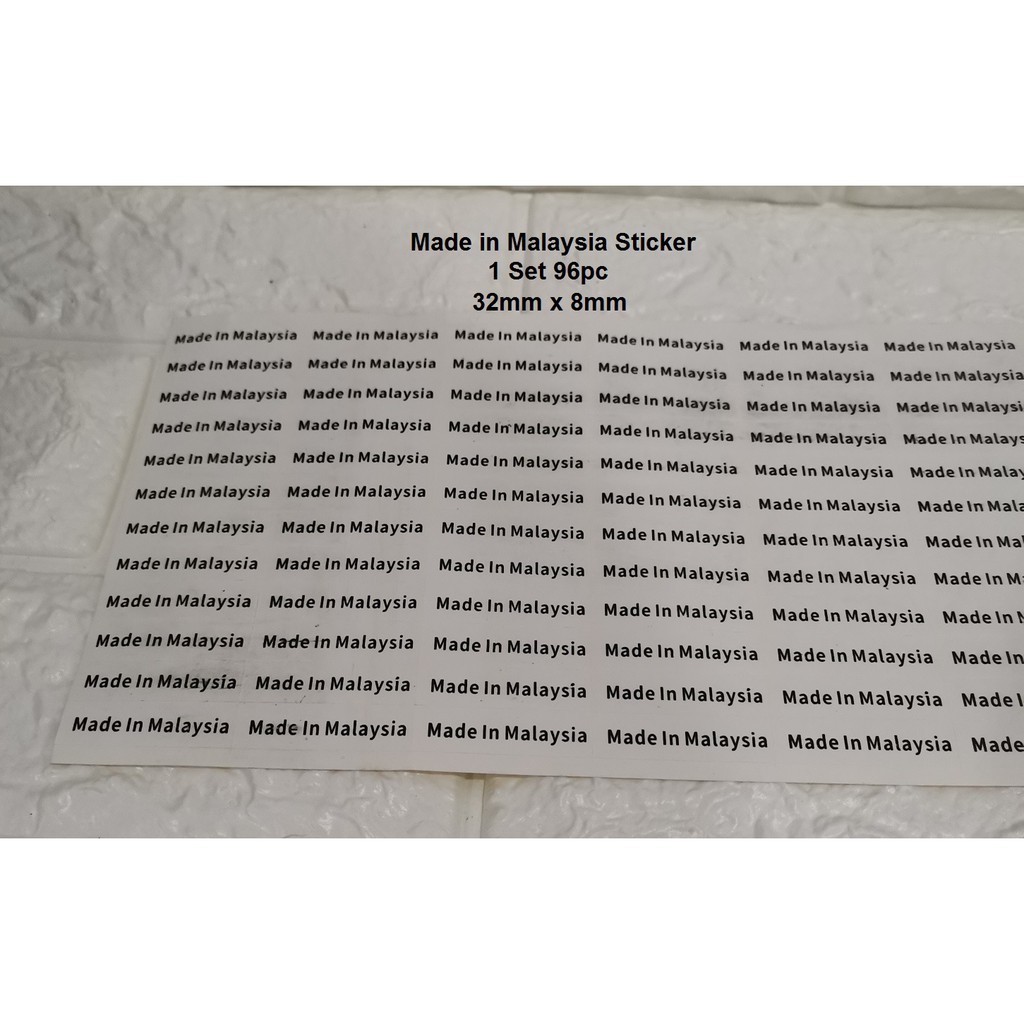 Made in Malaysia Sticker
1 Set 96pc
32mm x 8mm
Made In Malaysia Made In Malaysia Made In Malaysia Made In Malaysia Made In Malaysia Made In Malaysia
Made In Malaysia Made In Malaysia Made In Malaysia Made In Malaysia Made In Malaysia Made In Malaysia
Made In Malaysia Made In Malaysia Made In Malaysia Made In Malaysia Made In Malaysia Made In Malaysi
Made In Malaysia Made In Malaysia Made In Malaysia Made In Malaysia Made In Malaysia Made In Malays
Made In Malaysia Made In Malaysia Made In Malaysia Made In Malaysia Made In Malaysia Made In Malay
Made In Malaysia Made In Malaysia Made In Malaysia Made In Malaysia Made In Malaysia Made In Mala
Made In Malaysia Made In Malaysia Made In Malaysia Made In Malaysia Made In Malaysia Made In Mal
Made In Malaysia Made In Malaysia Made In Malaysia Made In Malaysia Made In Malaysia Made In M
Made In Malaysia Made In Malaysia Made In Malaysia Made In Malaysia Made In Malaysia Made In M
Made In Malaysia Made In Malaysia Made In Malaysia Made In Malaysia Made In Malaysia Made In
Made In Malaysia Made In Malaysia Made In Malaysia Made In Malaysia Made In Malaysia Made I
Made In Malaysia Made In Malaysia Made In Malaysia Made In Malaysia Made In Malaysia Made